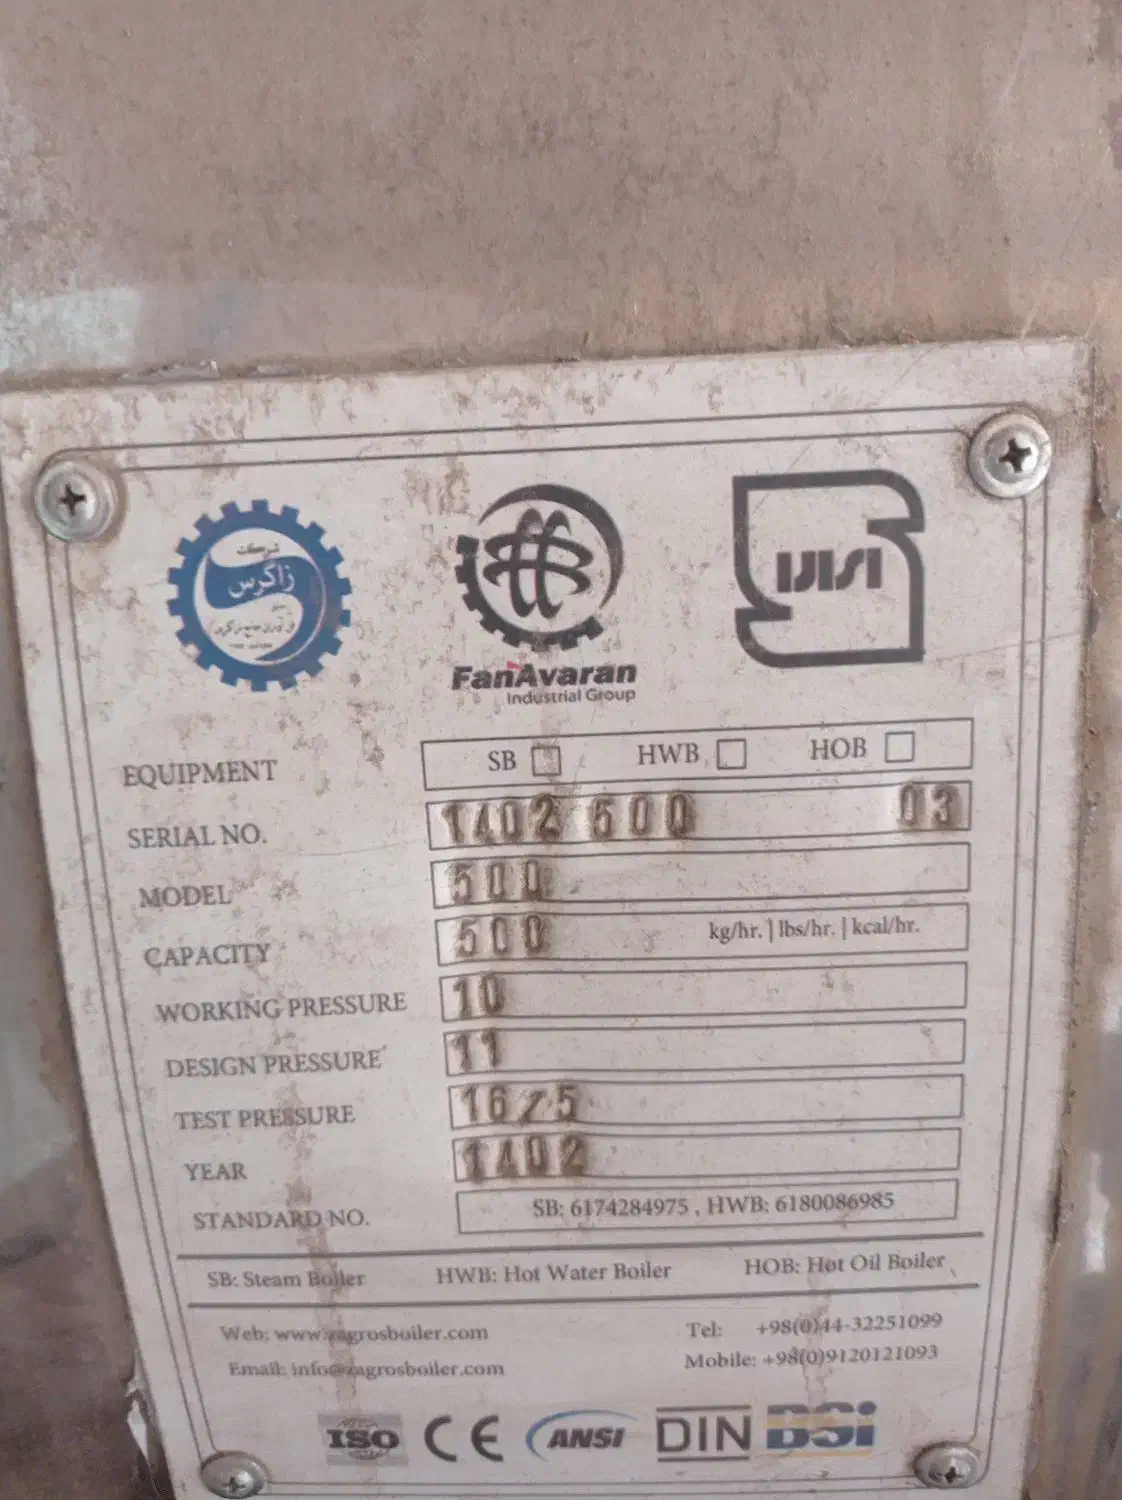 شرکت
زاگرس
FanAvaran
Industrial Group
EQUIPMENT SB HWB HOB
SERIAL NO. 1402 500 03
MODEL 500
CAPACITY 500 kg/hr. | lbs/hr. | kcal/hr.
WORKING PRESSURE 10
DESIGN PRESSURE 11
TEST PRESSURE 16/5
YEAR 1402
STANDARD NO. SB: 6174284975 , HWB: 6180086985
SB: Steam Boiler HWB: Hot Water Boiler HOB: Hot Oil Boiler
Web: www.zagrosboiler.com Tel: +98(0)44-32251099
Email: info@zagrosboiler.com Mobile: +98(0)9120121093
ISO CE ANSI DIN BSi